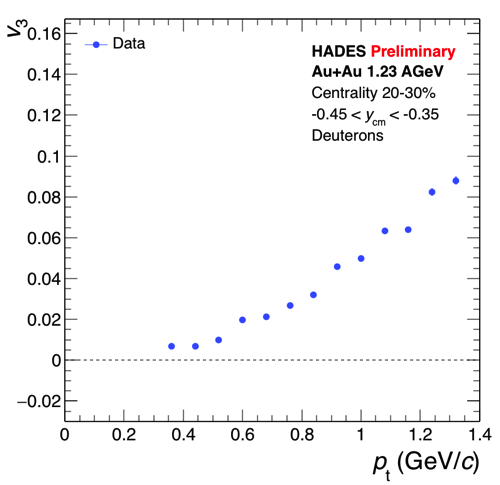 v3
0.16
0.14
0.12
0.1
0.08
0.06
0.04
0.02
0
−0.02
Data
HADES Preliminary
Au+Au 1.23 AGeV
Centrality 20-30%
-0.45 < ycm < -0.35
Deuterons
0 0.2 0.4 0.6 0.8 1 1.2 1.4
pt (GeV/c)